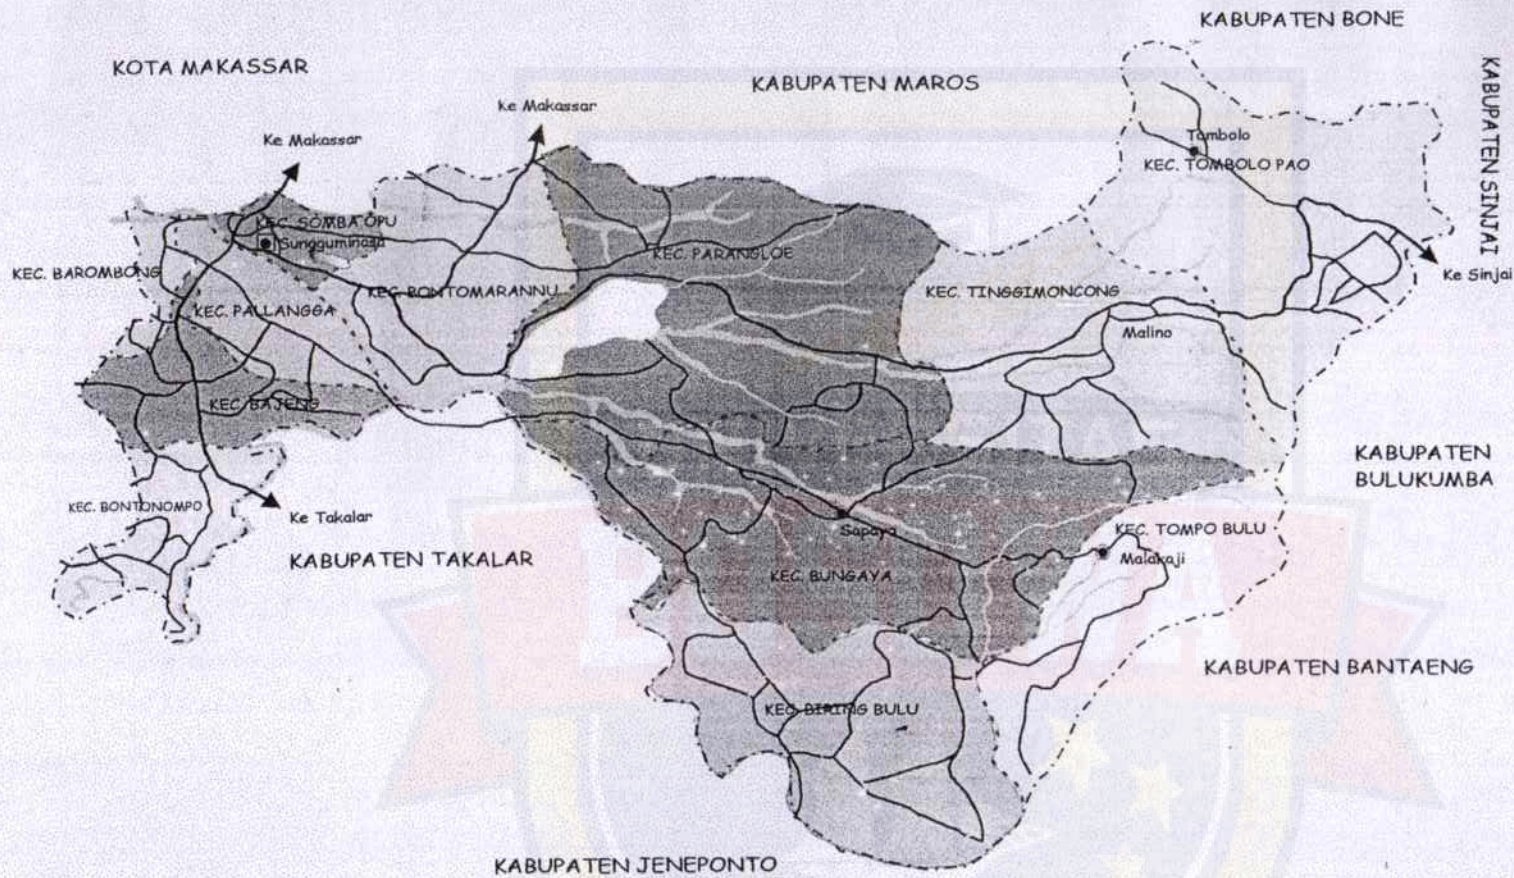 KABUPATEN BONE
KOTA MAKASSAR
KABUPATEN MAROS
KABUPATEN SINJAI
Ke Makassar
Ke Makassar
Tombolo
KEC. TOMBOLO PAO
KEC. SOMBA OPU
Sungguminasa
KEC. PARANGLOE
KEC. BAROMBONG
Ke Sinjai
KEC. BONTOMARANNU
KEC. TINGGIMONCONG
KEC. PALLANGGA
Malino
KEC. BAJENG
KABUPATEN
BULUKUMBA
KEC. BONTONOMPO
Ke Takalar
Sapaya
KEC. TOMPO BULU
Malakaji
KABUPATEN TAKALAR
KEC. BUNGAYA
KABUPATEN BANTAENG
KEC. BIRING BULU
KABUPATEN JENEPONTO